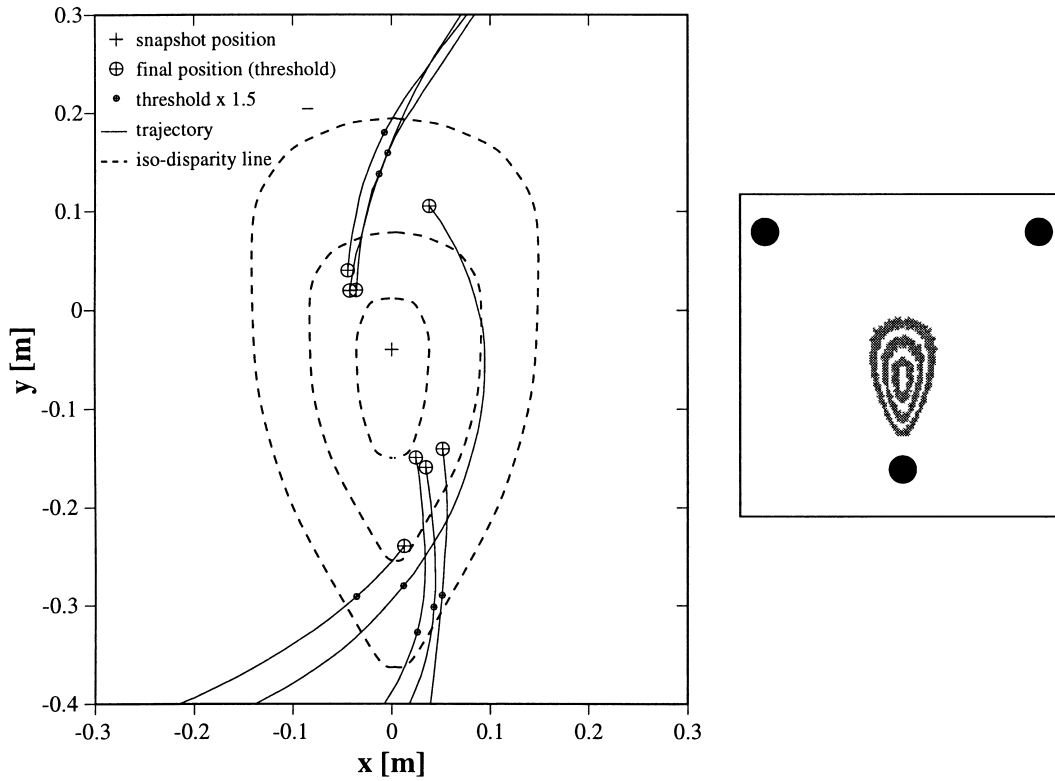 0.3
snapshot position
final position (threshold)
threshold x 1.5
trajectory
iso-disparity line
0.2
0.1
0
-0.1
-0.2
-0.3
-0.4
y [m]
-0.3 -0.2 -0.1 0 0.1 0.2 0.3
x [m]